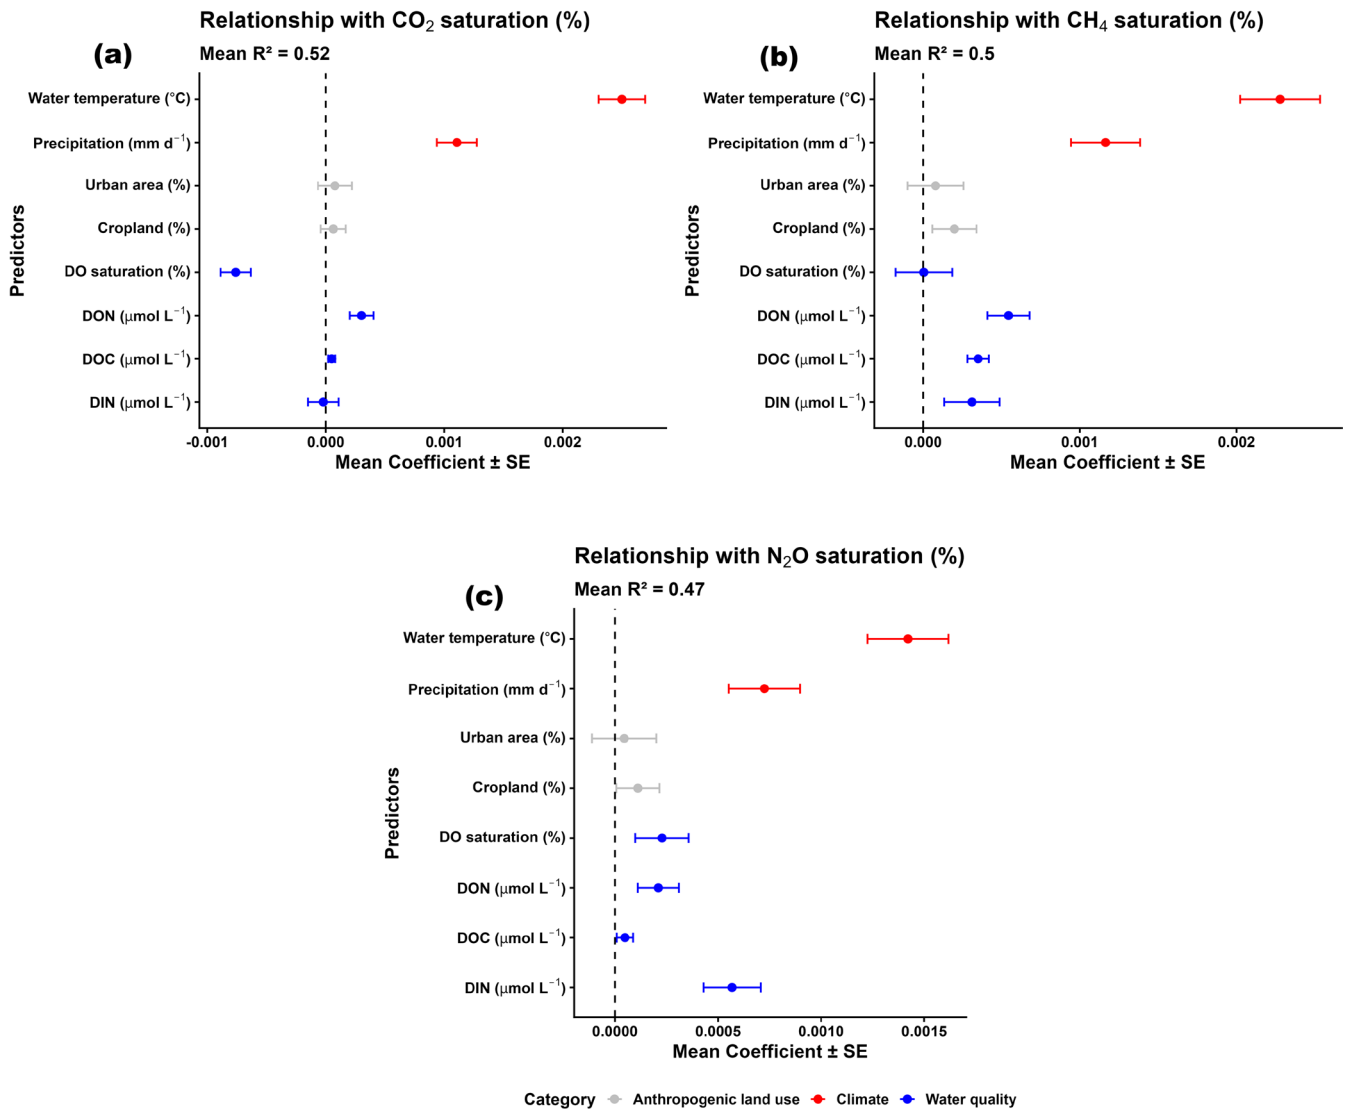 Relationship with CO₂ saturation (%)
(a)
Mean R² = 0.52
Predictors
Water temperature (°C)
Precipitation (mm d⁻¹)
Urban area (%)
Cropland (%)
DO saturation (%)
DON (μmol L⁻¹)
DOC (μmol L⁻¹)
DIN (μmol L⁻¹)
-0.001 0.000 0.001 0.002
Mean Coefficient ± SE
Relationship with CH₄ saturation (%)
(b)
Mean R² = 0.5
Predictors
Water temperature (°C)
Precipitation (mm d⁻¹)
Urban area (%)
Cropland (%)
DO saturation (%)
DON (μmol L⁻¹)
DOC (μmol L⁻¹)
DIN (μmol L⁻¹)
0.000 0.001 0.002
Mean Coefficient ± SE
Relationship with N₂O saturation (%)
(c)
Mean R² = 0.47
Predictors
Water temperature (°C)
Precipitation (mm d⁻¹)
Urban area (%)
Cropland (%)
DO saturation (%)
DON (μmol L⁻¹)
DOC (μmol L⁻¹)
DIN (μmol L⁻¹)
0.0000 0.0005 0.0010 0.0015
Mean Coefficient ± SE
Category Anthropogenic land use Climate Water quality